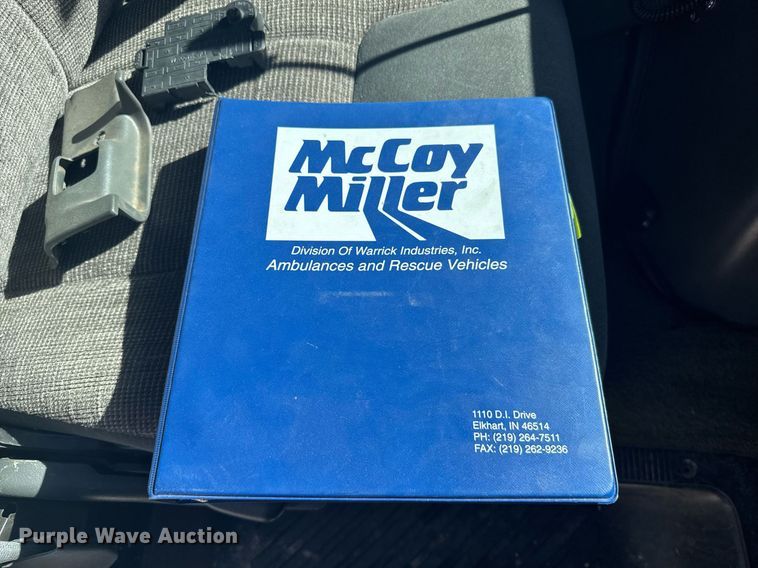 McCoy
Miller
Division Of Warrick Industries, Inc.
Ambulances and Rescue Vehicles
1110 D.I. Drive
Elkhart, IN 46514
PH: (219) 264-7511
FAX: (219) 262-9236
Purple Wave Auction